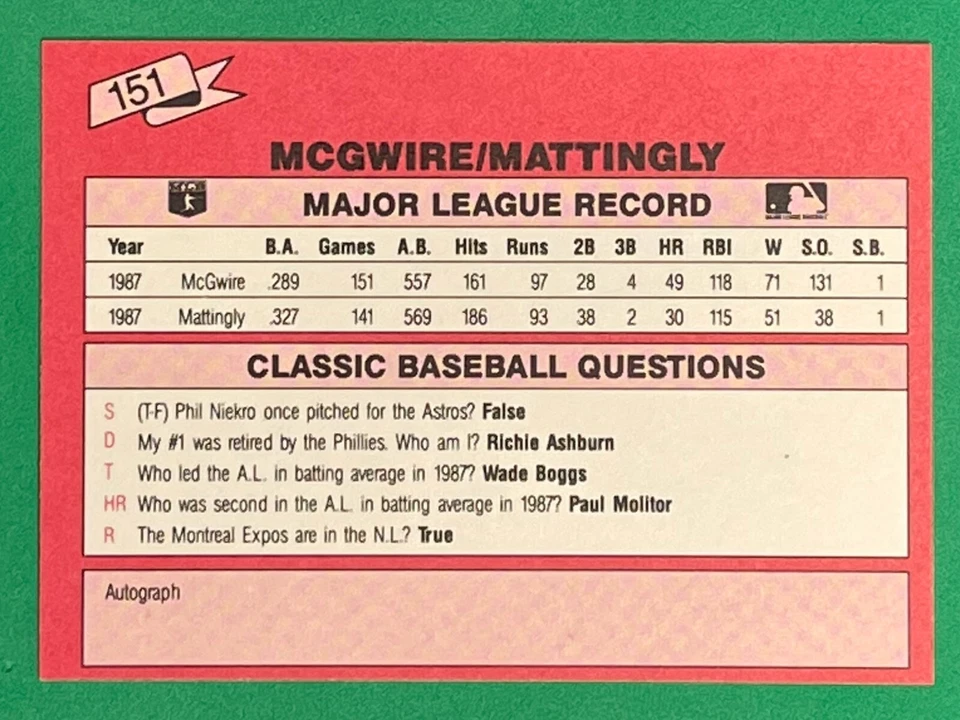 151
MCGWIRE/MATTINGLY
MAJOR LEAGUE RECORD
Year B.A. Games A.B. Hits Runs 2B 3B HR RBI W S.O. S.B.
1987 McGwire .289 151 557 161 97 28 4 49 118 71 131 1
1987 Mattingly .327 141 569 186 93 38 2 30 115 51 38 1
CLASSIC BASEBALL QUESTIONS
S (T-F) Phil Niekro once pitched for the Astros? False
D My #1 was retired by the Phillies. Who am I? Richie Ashburn
T Who led the A.L. in batting average in 1987? Wade Boggs
HR Who was second in the A.L. in batting average in 1987? Paul Molitor
R The Montreal Expos are in the N.L.? True
Autograph